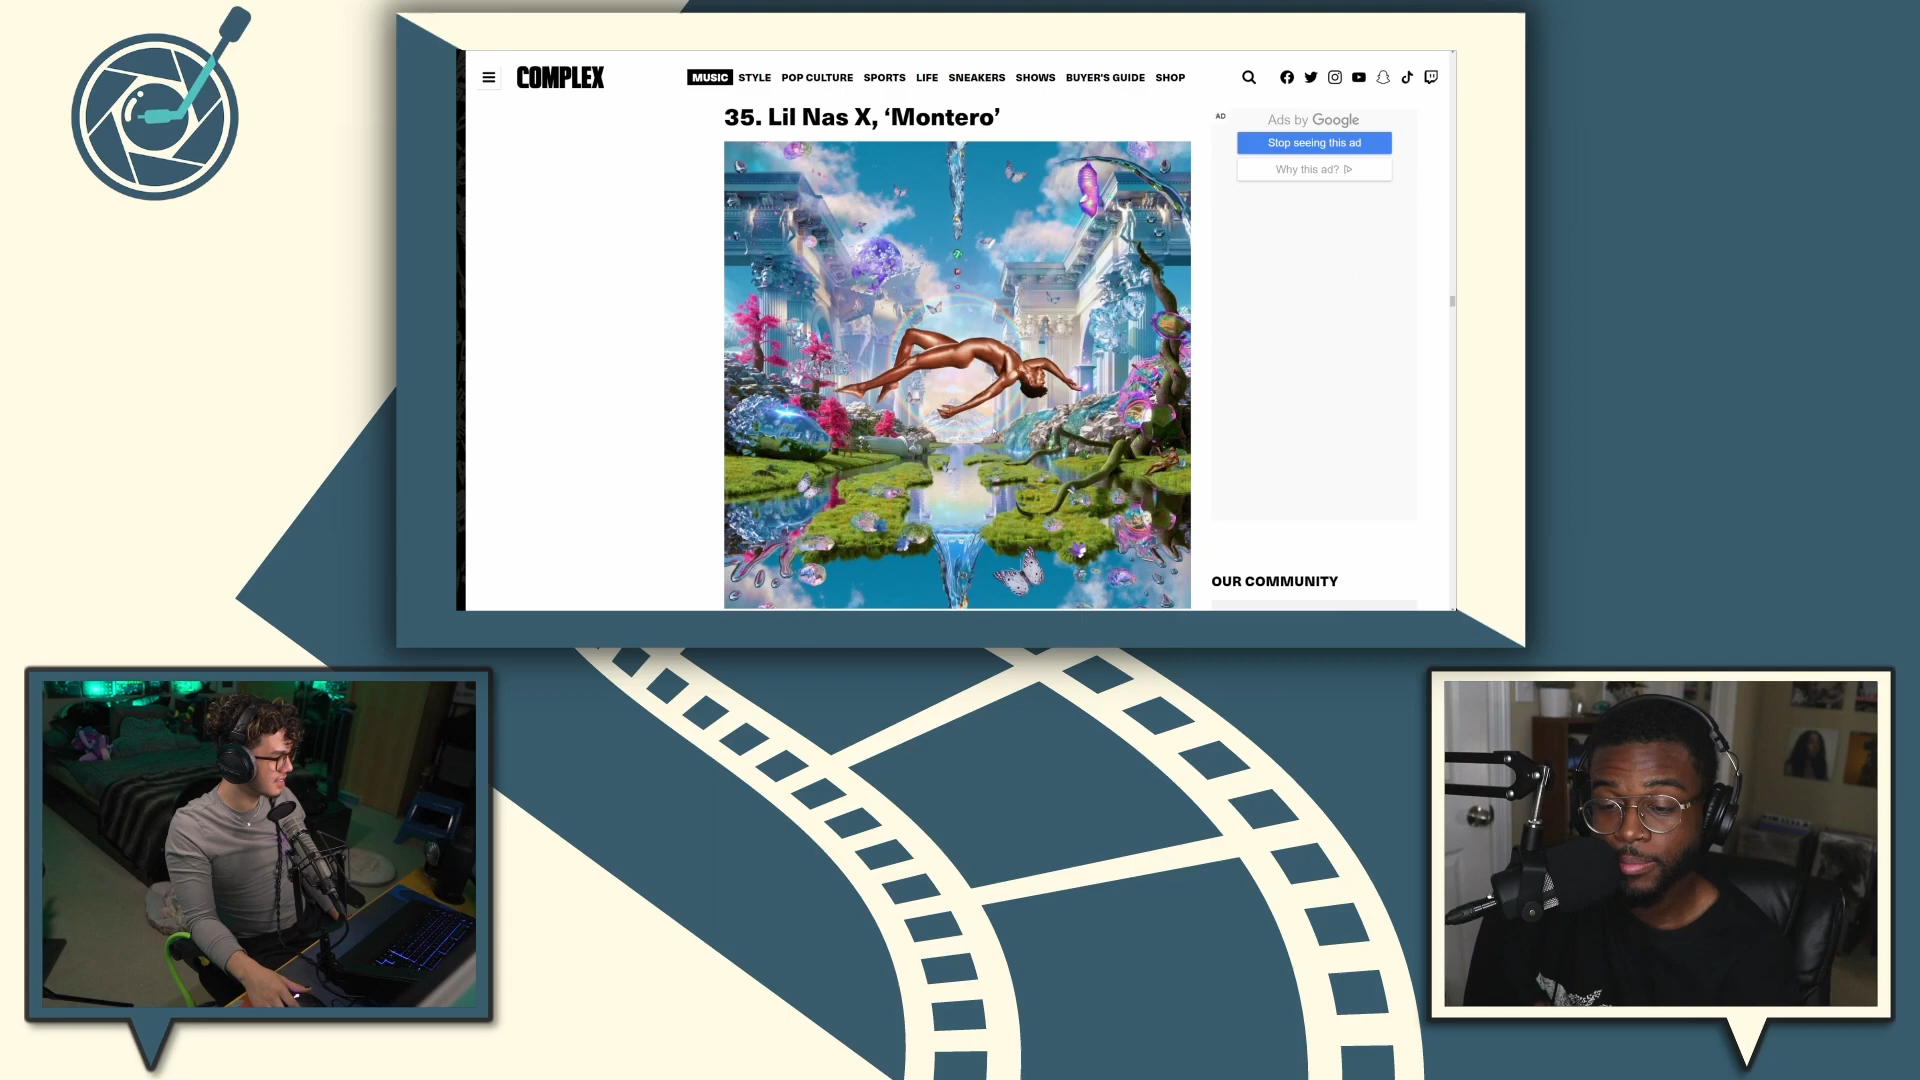 COMPLEX
MUSIC STYLE POP CULTURE SPORTS LIFE SNEAKERS SHOWS BUYER'S GUIDE SHOP
35. Lil Nas X, ‘Montero’
AD
Ads by Google
Stop seeing this ad
Why this ad?
OUR COMMUNITY